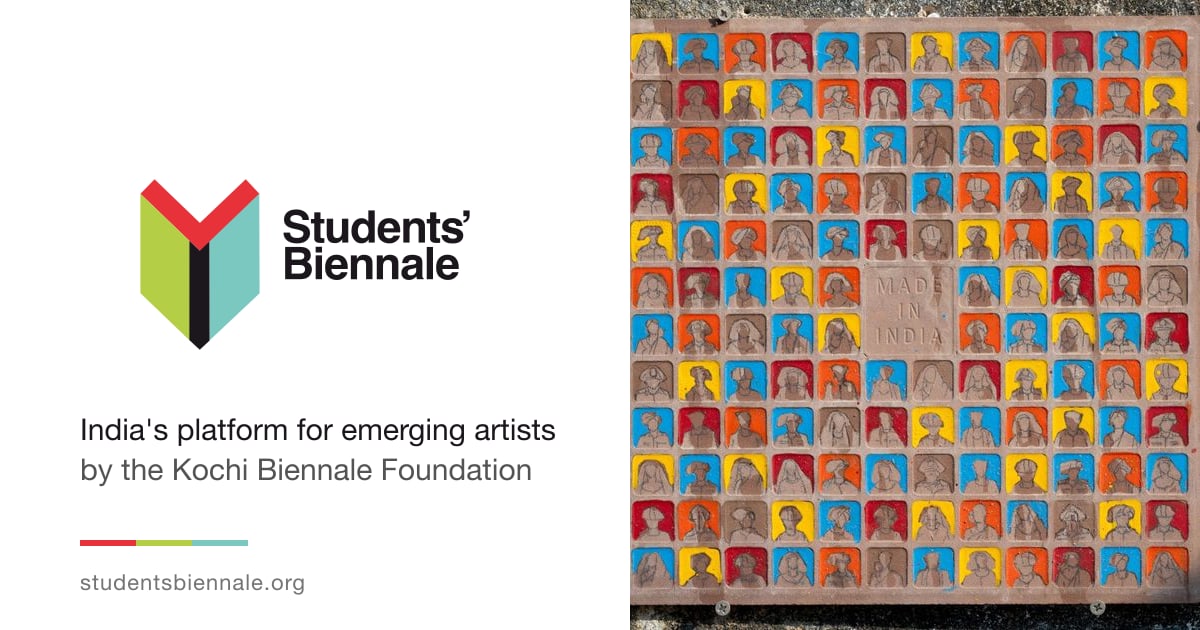 Students’
Biennale
India's platform for emerging artists
by the Kochi Biennale Foundation
studentsbiennale.org
MADE
IN
INDIA